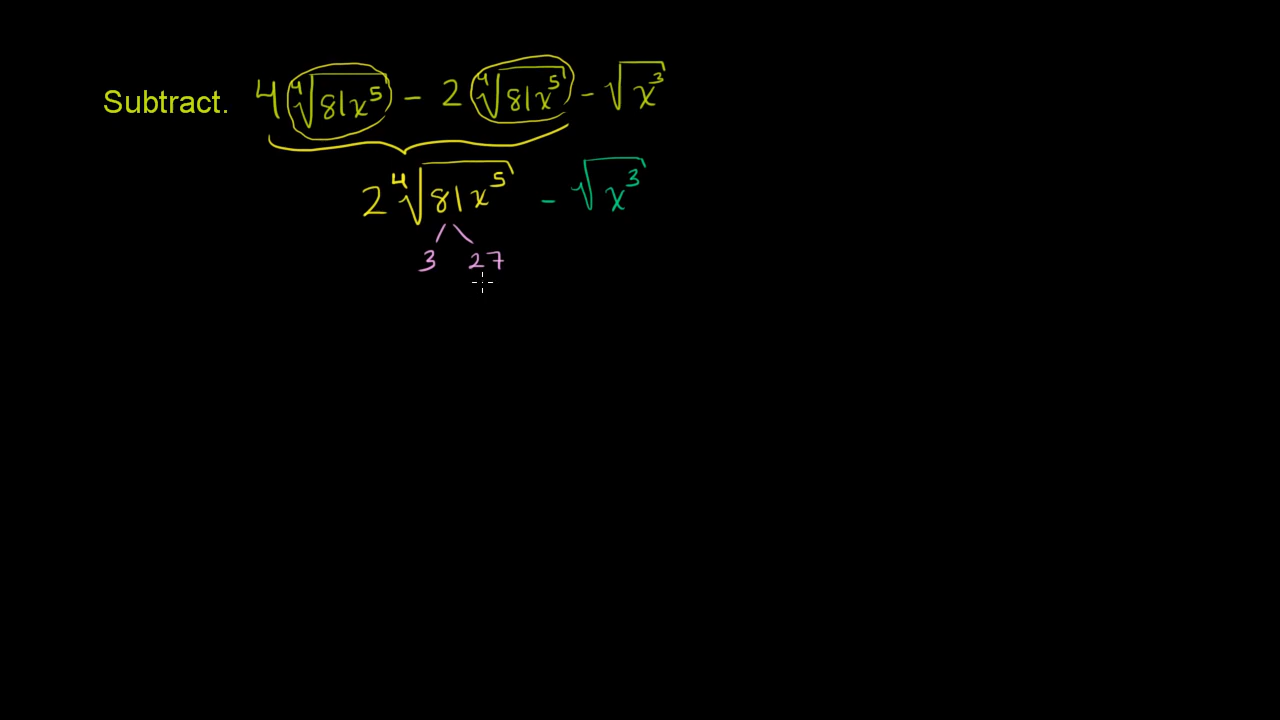 Subtract. 4∜(81x⁵) - 2∜(81x⁵) - √(x³)
2∜(81x⁵) - √(x³)
3 27